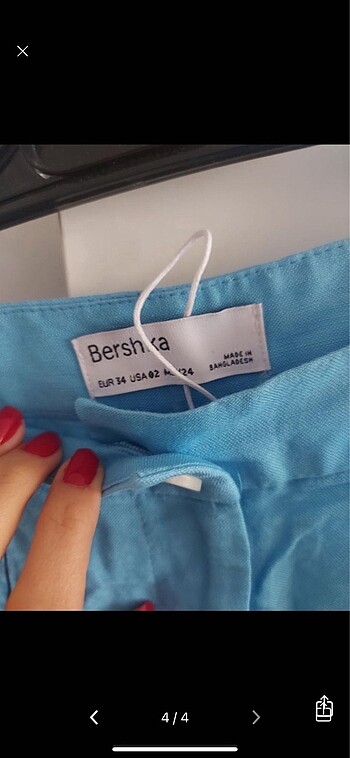 Bershka
EUR 34 USA 02
MADE IN
BANGLADESH
4/4